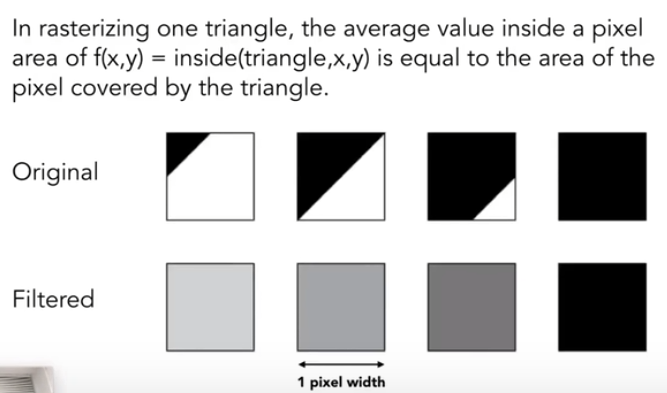 In rasterizing one triangle, the average value inside a pixel
area of f(x,y) = inside(triangle,x,y) is equal to the area of the
pixel covered by the triangle.
Original
Filtered
1 pixel width